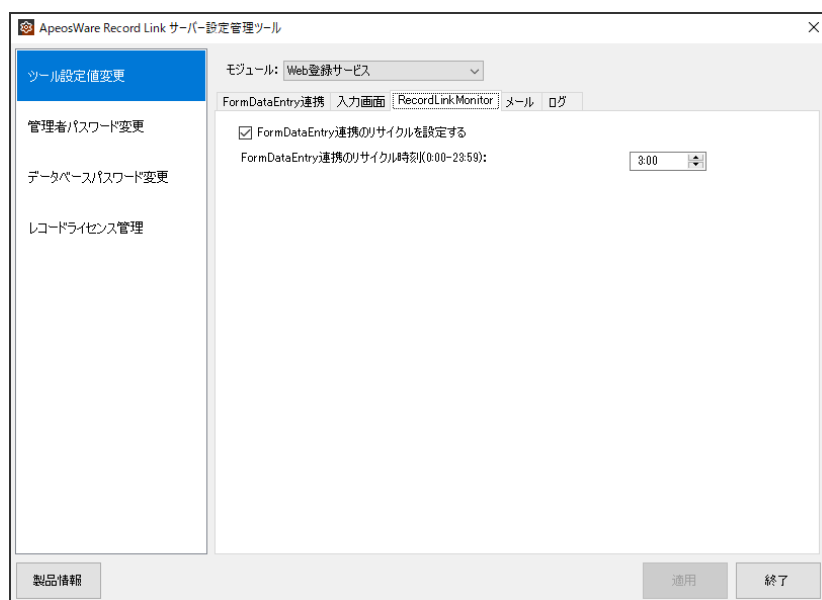 ApeosWare Record Link サーバー設定管理ツール
ツール設定値変更
管理者パスワード変更
データベースパスワード変更
レコードライセンス管理
モジュール: Web登録サービス
FormDataEntry連携 入力画面 RecordLinkMonitor メール ログ
FormDataEntry連携のリサイクルを設定する
FormDataEntry連携のリサイクル時刻(0:00-23:59): 3:00
製品情報 適用 終了